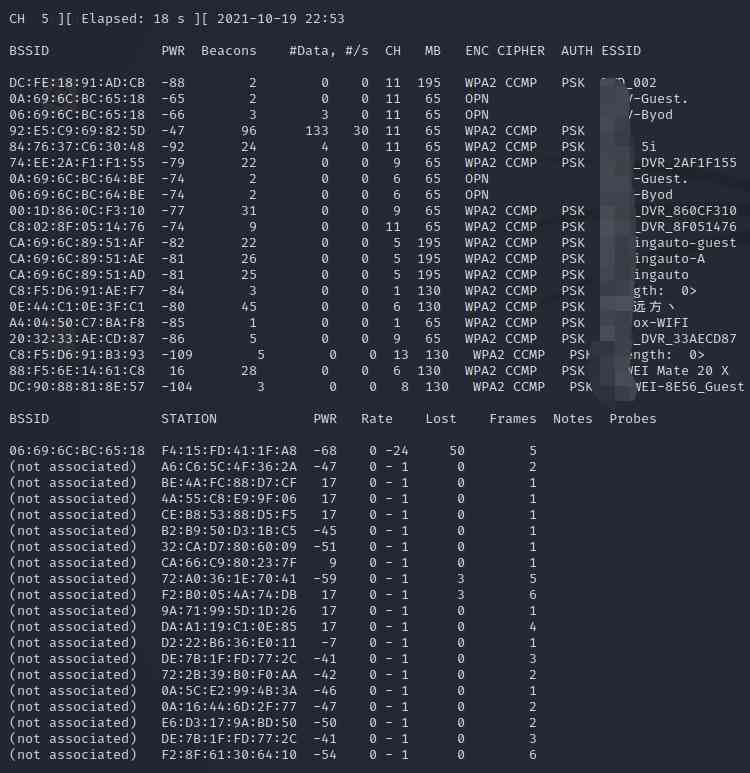 CH  5 ][ Elapsed: 18 s ][ 2021-10-19 22:53
BSSID              PWR  Beacons    #Data, #/s  CH   MB   ENC CIPHER  AUTH ESSID
DC:FE:18:91:AD:CB  -88        2        0    0  11  195   WPA2 CCMP   PSK  D_002
0A:69:6C:BC:65:18  -65        2        0    0  11   65   OPN              -Guest.
06:69:6C:BC:65:18  -66        3        3    0  11   65   OPN              -Byod
92:E5:C9:69:82:5D  -47       96      133   30  11   65   WPA2 CCMP   PSK
84:76:37:C6:30:48  -92       24        4    0  11   65   WPA2 CCMP   PSK  5i
74:EE:2A:F1:F1:55  -79       22        0    0   9   65   WPA2 CCMP   PSK  _DVR_2AF1F155
0A:69:6C:BC:64:BE  -74        2        0    0   6   65   OPN              -Guest.
06:69:6C:BC:64:BE  -74        2        0    0   6   65   OPN              -Byod
00:1D:86:0C:F3:10  -77       31        0    0   9   65   WPA2 CCMP   PSK  _DVR_860CF310
C8:02:8F:05:14:76  -74        9        0    0  11   65   WPA2 CCMP   PSK  _DVR_8F051476
CA:69:6C:89:51:AF  -82       22        0    0   5  195   WPA2 CCMP   PSK  ingauto-guest
CA:69:6C:89:51:AE  -81       26        0    0   5  195   WPA2 CCMP   PSK  ingauto-A
CA:69:6C:89:51:AD  -81       25        0    0   5  195   WPA2 CCMP   PSK  ingauto
C8:F5:D6:91:AE:F7  -84        3        0    0   1  130   WPA2 CCMP   PSK  gth:  0>
0E:44:C1:0E:3F:C1  -80       45        0    0   6  130   WPA2 CCMP   PSK  远方丶
A4:04:50:C7:BA:F8  -85        1        0    0   1   65   WPA2 CCMP   PSK  ox-WIFI
20:32:33:AE:CD:87  -86        5        0    0   9   65   WPA2 CCMP   PSK  _DVR_33AECD87
C8:F5:D6:91:B3:93  -109        5        0    0  13  130   WPA2 CCMP   PSK  ength:  0>
88:F5:6E:14:61:C8   16       28        0    0   6  130   WPA2 CCMP   PSK  WEI Mate 20 X
DC:90:88:81:8E:57  -104        3        0    0   8  130   WPA2 CCMP   PSK  WEI-8E56_Guest
BSSID              STATION            PWR   Rate    Lost    Frames  Notes  Probes
06:69:6C:BC:65:18  F4:15:FD:41:1F:A8  -68    0 -24     50        5
(not associated)   A6:C6:5C:4F:36:2A  -47    0 - 1      0        2
(not associated)   BE:4A:FC:88:D7:CF   17    0 - 1      0        1
(not associated)   4A:55:C8:E9:9F:06   17    0 - 1      0        1
(not associated)   CE:B8:53:88:D5:F5   17    0 - 1      0        1
(not associated)   B2:B9:50:D3:1B:C5  -45    0 - 1      0        1
(not associated)   32:CA:D7:80:60:09  -51    0 - 1      0        1
(not associated)   CA:66:C9:80:23:7F    9    0 - 1      0        1
(not associated)   72:A0:36:1E:70:41  -59    0 - 1      3        5
(not associated)   F2:B0:05:4A:74:DB   17    0 - 1      3        6
(not associated)   9A:71:99:5D:1D:26   17    0 - 1      0        1
(not associated)   DA:A1:19:C1:0E:85   17    0 - 1      0        4
(not associated)   D2:22:B6:36:E0:11   -7    0 - 1      0        1
(not associated)   DE:7B:1F:FD:77:2C  -41    0 - 1      0        3
(not associated)   72:2B:39:B0:F0:AA  -42    0 - 1      0        2
(not associated)   0A:5C:E2:99:4B:3A  -46    0 - 1      0        1
(not associated)   0A:16:44:6D:2F:77  -47    0 - 1      0        2
(not associated)   E6:D3:17:9A:BD:50  -50    0 - 1      0        2
(not associated)   DE:7B:1F:FD:77:2C  -41    0 - 1      0        3
(not associated)   F2:8F:61:30:64:10  -54    0 - 1      0        6